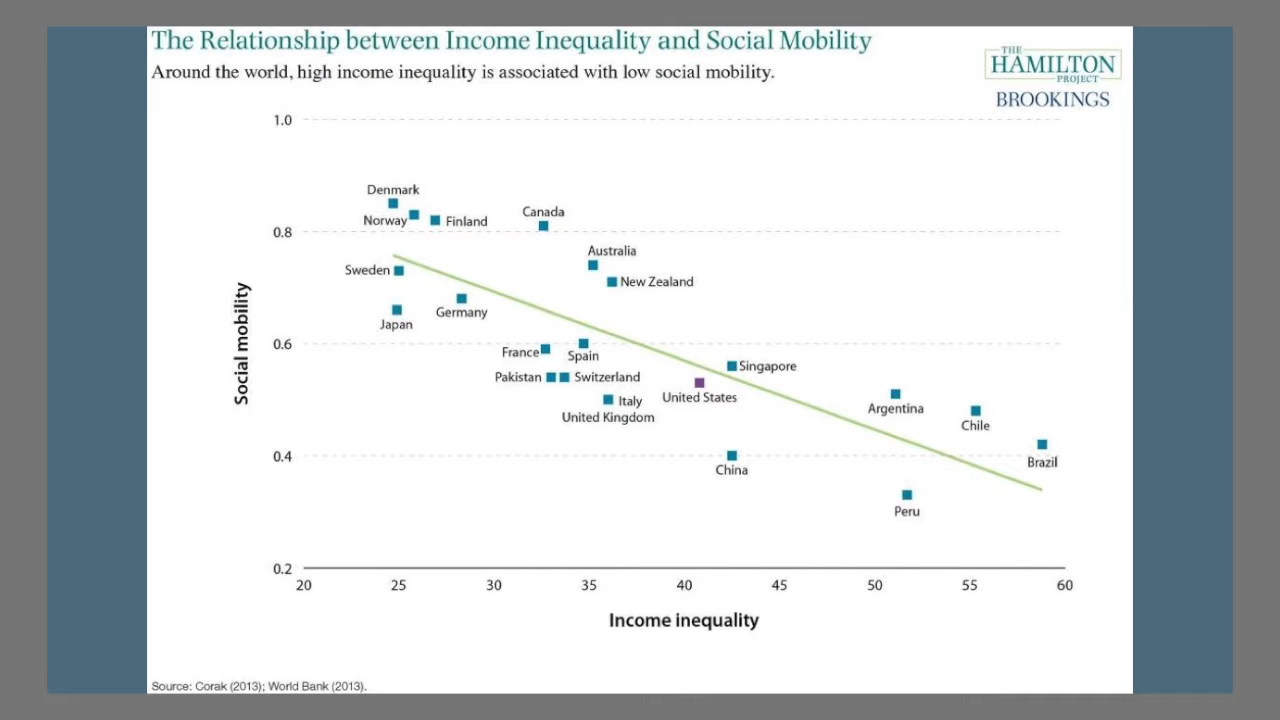 The Relationship between Income Inequality and Social Mobility
Around the world, high income inequality is associated with low social mobility.
THE
HAMILTON
PROJECT
BROOKINGS
1.0
Denmark
Norway
Finland
Canada
0.8
Australia
Sweden
New Zealand
Germany
Japan
Social mobility
0.6
France
Spain
Singapore
Pakistan
Switzerland
United States
Italy
United Kingdom
Argentina
Chile
0.4
China
Brazil
Peru
0.2
20 25 30 35 40 45 50 55 60
Income inequality
Source: Corak (2013); World Bank (2013).